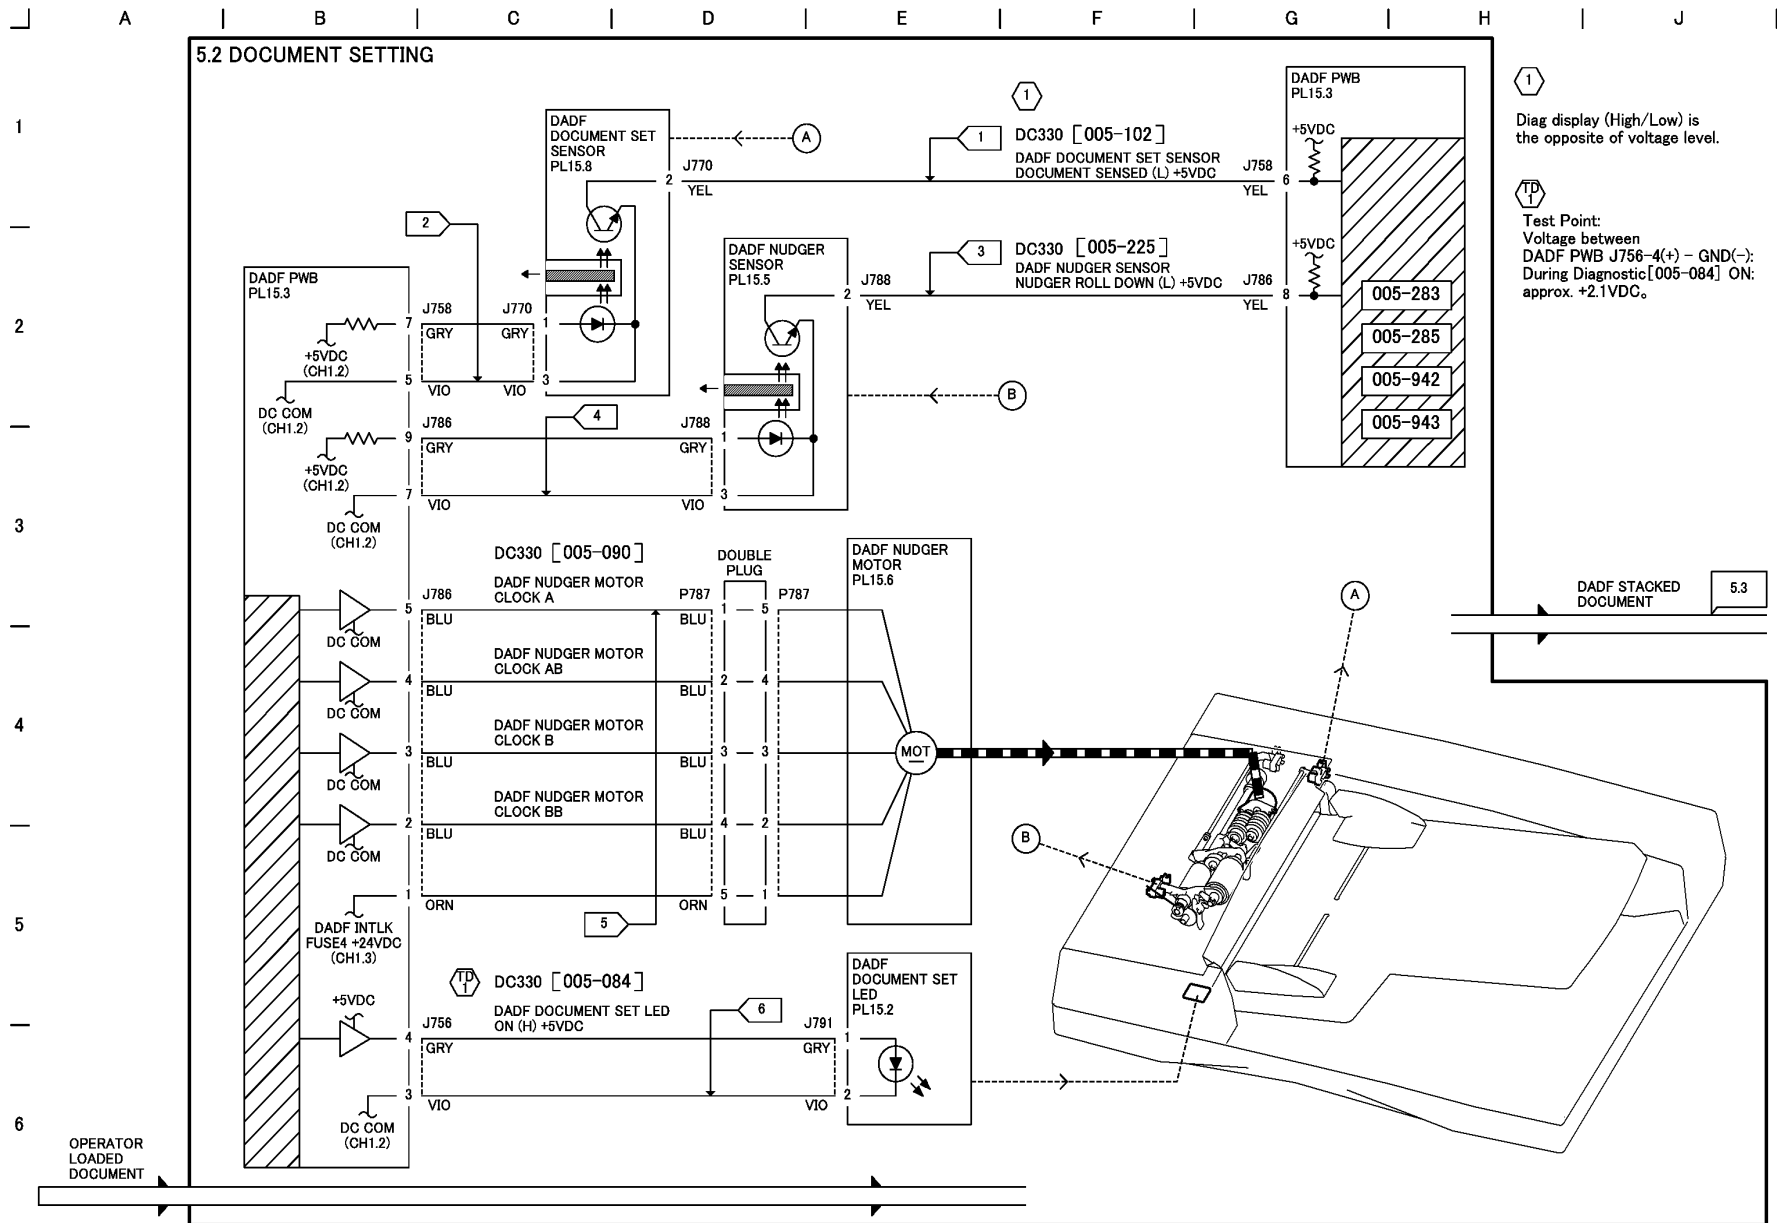 A B C D E F G H J
5.2 DOCUMENT SETTING
1
2
3
4
5
6
DADF
DOCUMENT SET
SENSOR
PL15.8
A
1
1
DC330 [005-102]
DADF DOCUMENT SET SENSOR
DOCUMENT SENSED (L) +5VDC
J770
2
YEL
J758
6
YEL
DADF PWB
PL15.3
+5VDC
+5VDC
005-283
005-285
005-942
005-943
1
Diag display (High/Low) is
the opposite of voltage level.
TD
1
Test Point:
Voltage between
DADF PWB J756-4(+) - GND(-):
During Diagnostic[005-084] ON:
approx. +2.1VDC。
2
DADF NUDGER
SENSOR
PL15.5
3
DC330 [005-225]
DADF NUDGER SENSOR
NUDGER ROLL DOWN (L) +5VDC
J788
2
YEL
J786
8
YEL
B
DADF PWB
PL15.3
+5VDC
(CH1.2)
7
J758
GRY
J770
GRY
1
DC COM
(CH1.2)
5
VIO
VIO
3
4
+5VDC
(CH1.2)
9
J786
GRY
J788
GRY
1
DC COM
(CH1.2)
7
VIO
VIO
3
DC330 [005-090]
DOUBLE
PLUG
DADF NUDGER
MOTOR
PL15.6
DADF NUDGER MOTOR
CLOCK A
J786
P787
P787
5
BLU
BLU
1
5
DC COM
DADF NUDGER MOTOR
CLOCK AB
4
BLU
BLU
2
4
DC COM
DADF NUDGER MOTOR
CLOCK B
3
BLU
BLU
3
3
MOT
DC COM
DADF NUDGER MOTOR
CLOCK BB
2
BLU
BLU
4
2
DC COM
1
ORN
ORN
5
1
DADF INTLK
FUSE4 +24VDC
(CH1.3)
5
TD
1
DC330 [005-084]
DADF DOCUMENT SET LED
ON (H) +5VDC
6
DADF
DOCUMENT SET
LED
PL15.2
+5VDC
J756
4
GRY
J791
GRY
1
3
VIO
VIO
2
DC COM
(CH1.2)
A
B
DADF STACKED
DOCUMENT
5.3
OPERATOR
LOADED
DOCUMENT